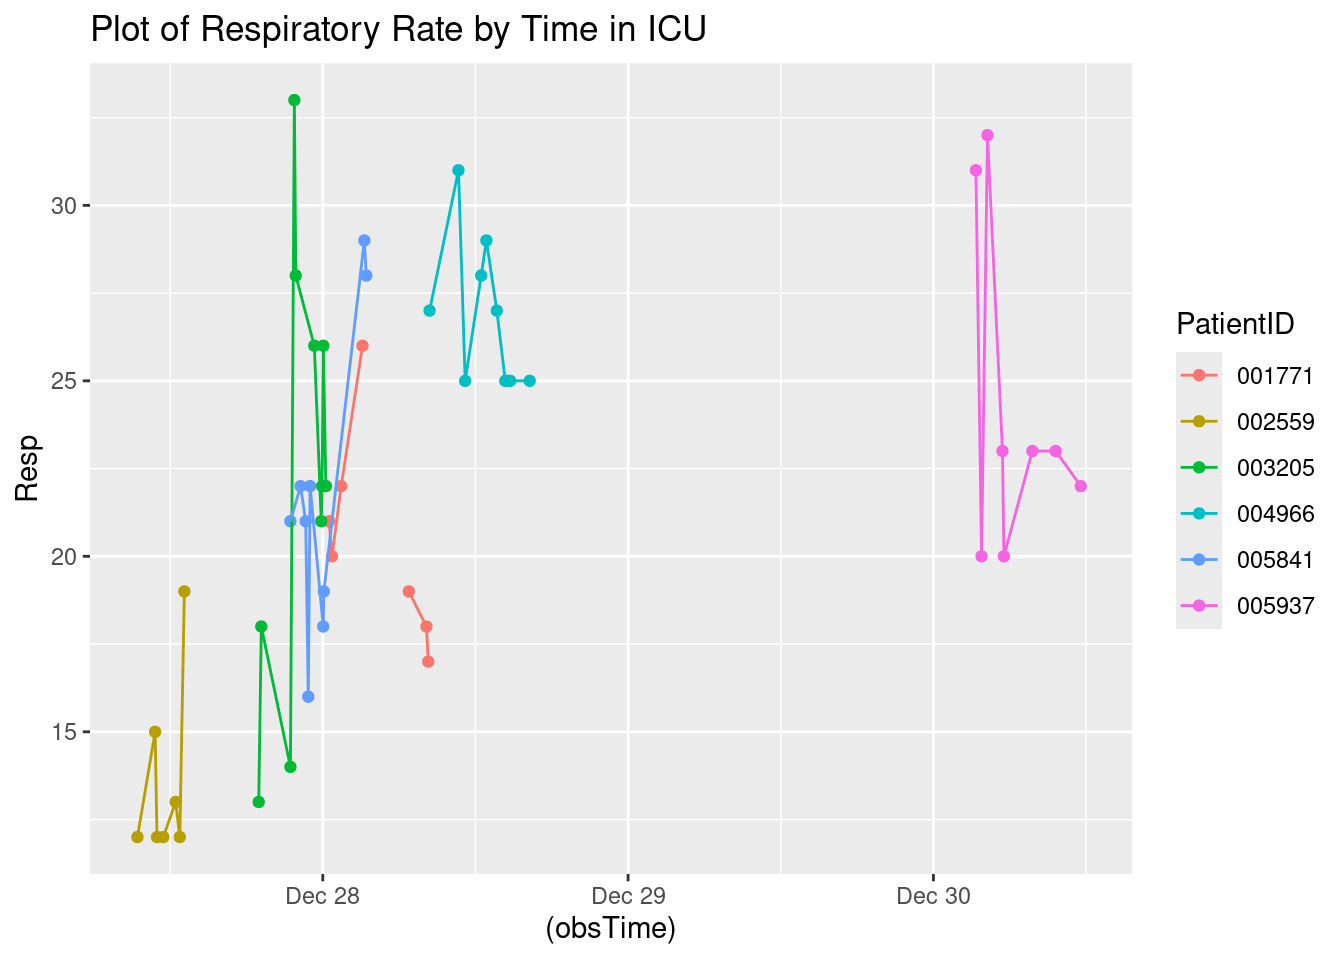 Plot of Respiratory Rate by Time in ICU
Resp
30
25
20
15
Dec 28
Dec 29
Dec 30
(obsTime)
PatientID
001771
002559
003205
004966
005841
005937